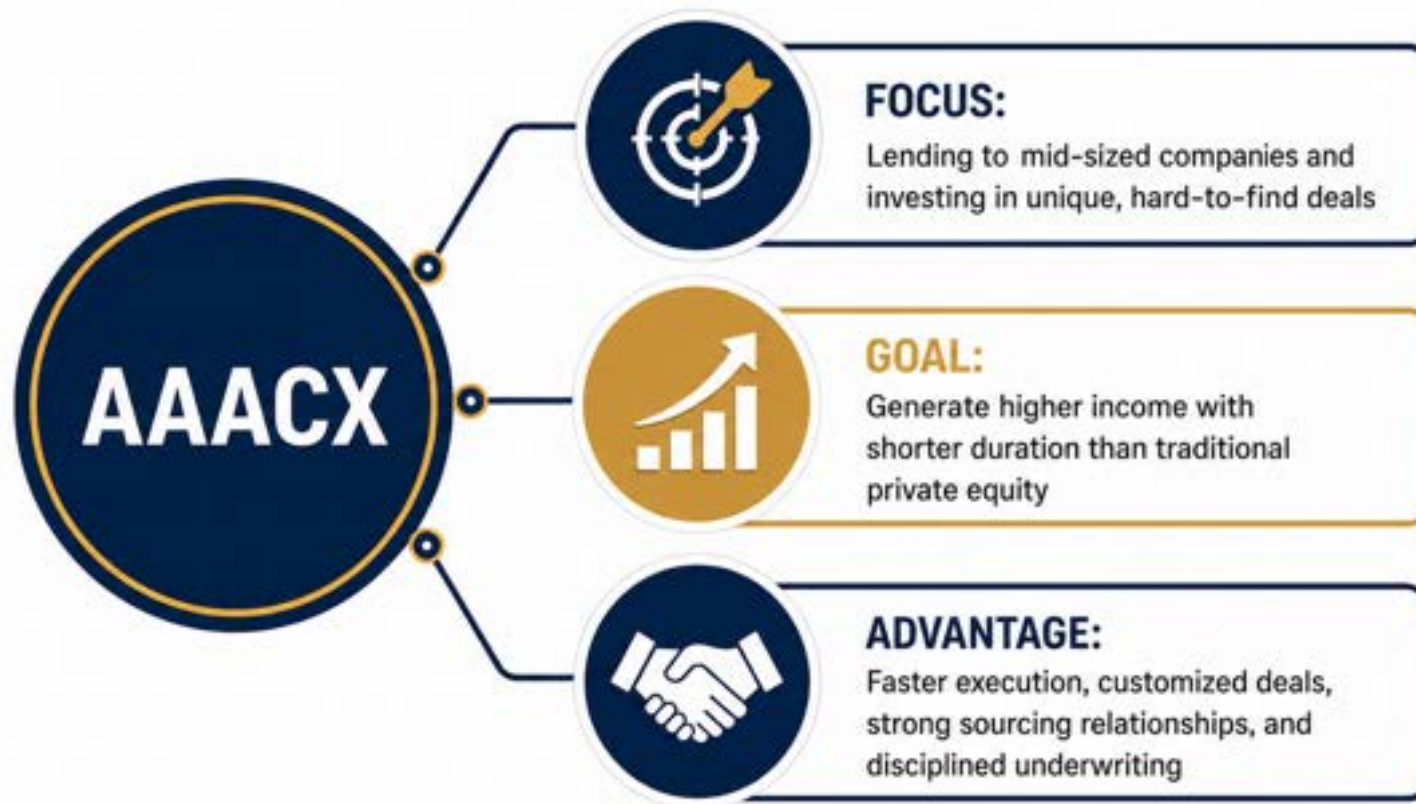 AAACX
FOCUS:
Lending to mid-sized companies and
investing in unique, hard-to-find deals
GOAL:
Generate higher income with
shorter duration than traditional
private equity
ADVANTAGE:
Faster execution, customized deals,
strong sourcing relationships, and
disciplined underwriting